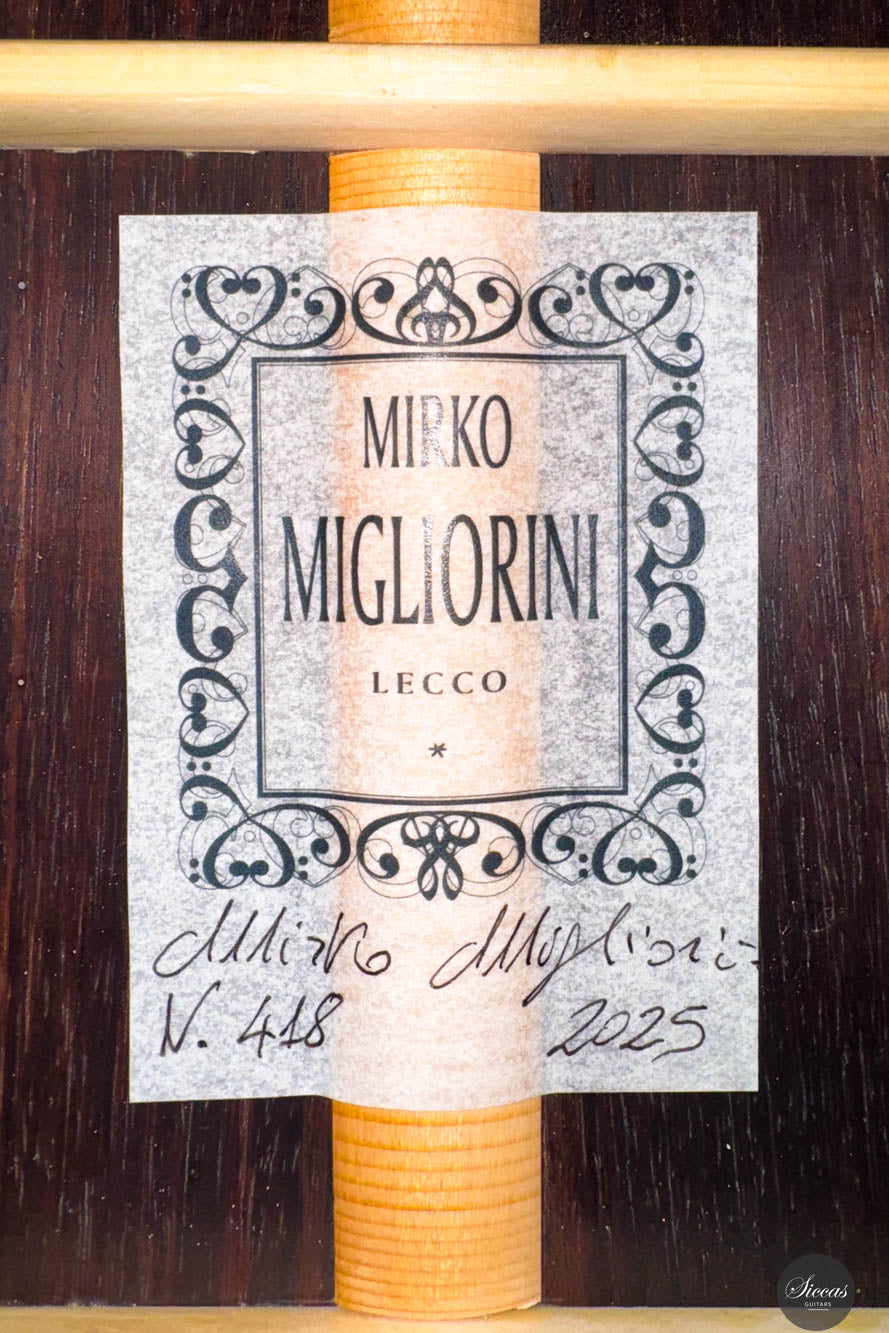 MIRKO
MIGLIORINI
LECCO
*
Mirko Migliorini
N. 418 2025
Siccas
GUITARS